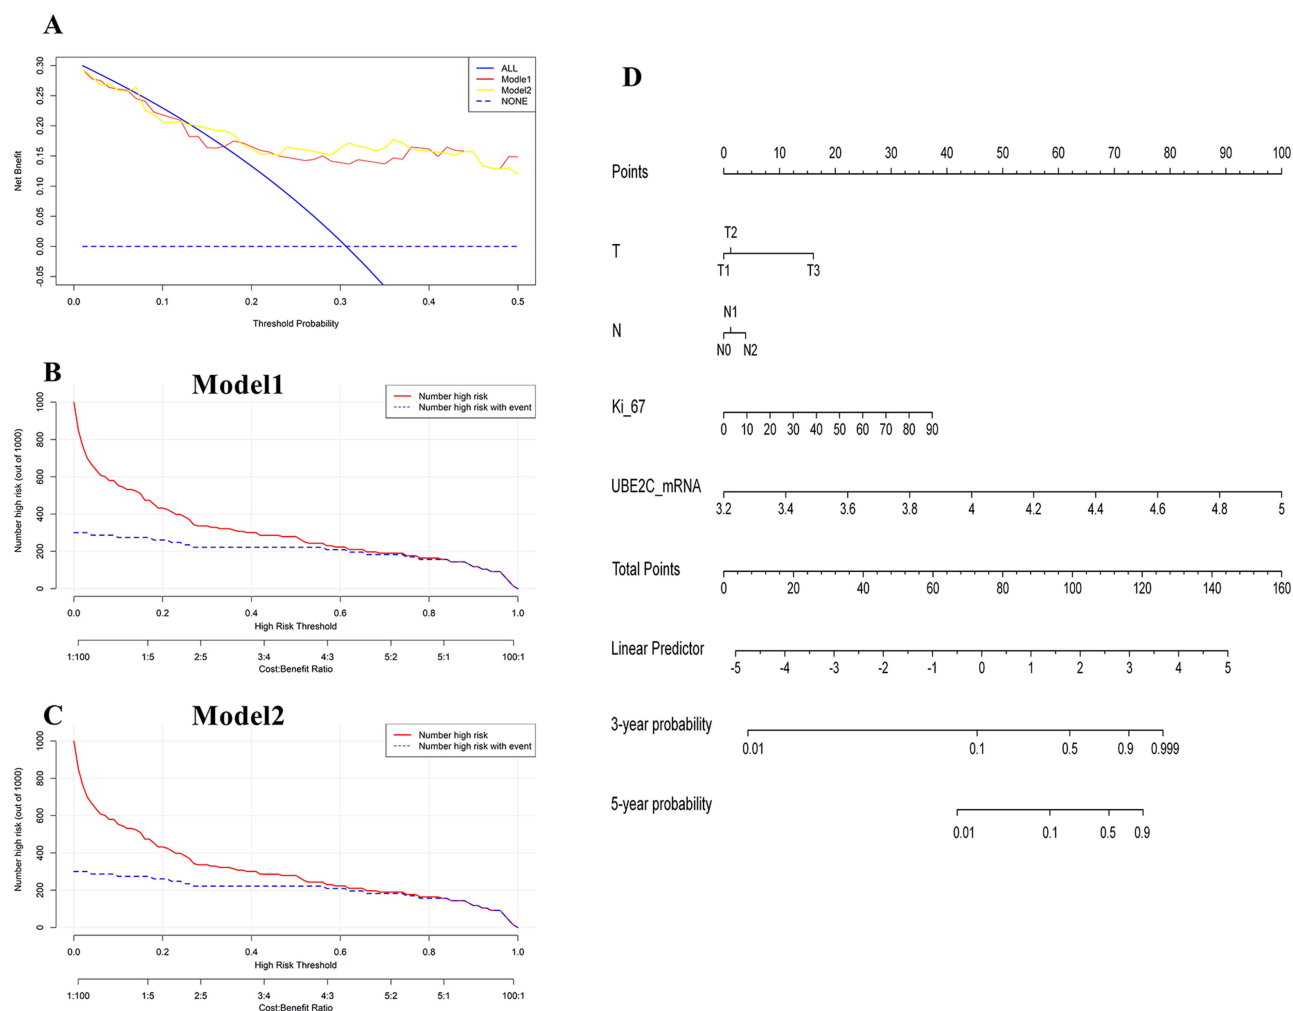 A
0.30
0.25
0.20
0.15
0.10
0.05
0.00
-0.05
Net Benefit
ALL
Modle1
Model2
NONE
0.0 0.1 0.2 0.3 0.4 0.5
Threshold Probability
B
Model1
Number high risk
Number high risk with event
1000
800
600
400
200
0
Number high risk (out of 1000)
0.0 0.2 0.4 0.6 0.8 1.0
High Risk Threshold
1:100 1:5 2:5 3:4 4:3 5:2 5:1 100:1
Cost:Benefit Ratio
C
Model2
Number high risk
Number high risk with event
1000
800
600
400
200
0
Number high risk (out of 1000)
0.0 0.2 0.4 0.6 0.8 1.0
High Risk Threshold
1:100 1:5 2:5 3:4 4:3 5:2 5:1 100:1
Cost:Benefit Ratio
D
0 10 20 30 40 50 60 70 80 90 100
Points
T2
T
T1 T3
N1
N
N0 N2
Ki_67
0 10 20 30 40 50 60 70 80 90
UBE2C_mRNA
3.2 3.4 3.6 3.8 4 4.2 4.4 4.6 4.8 5
Total Points
0 20 40 60 80 100 120 140 160
Linear Predictor
-5 -4 -3 -2 -1 0 1 2 3 4 5
3-year probability
0.01 0.1 0.5 0.9 0.999
5-year probability
0.01 0.1 0.5 0.9